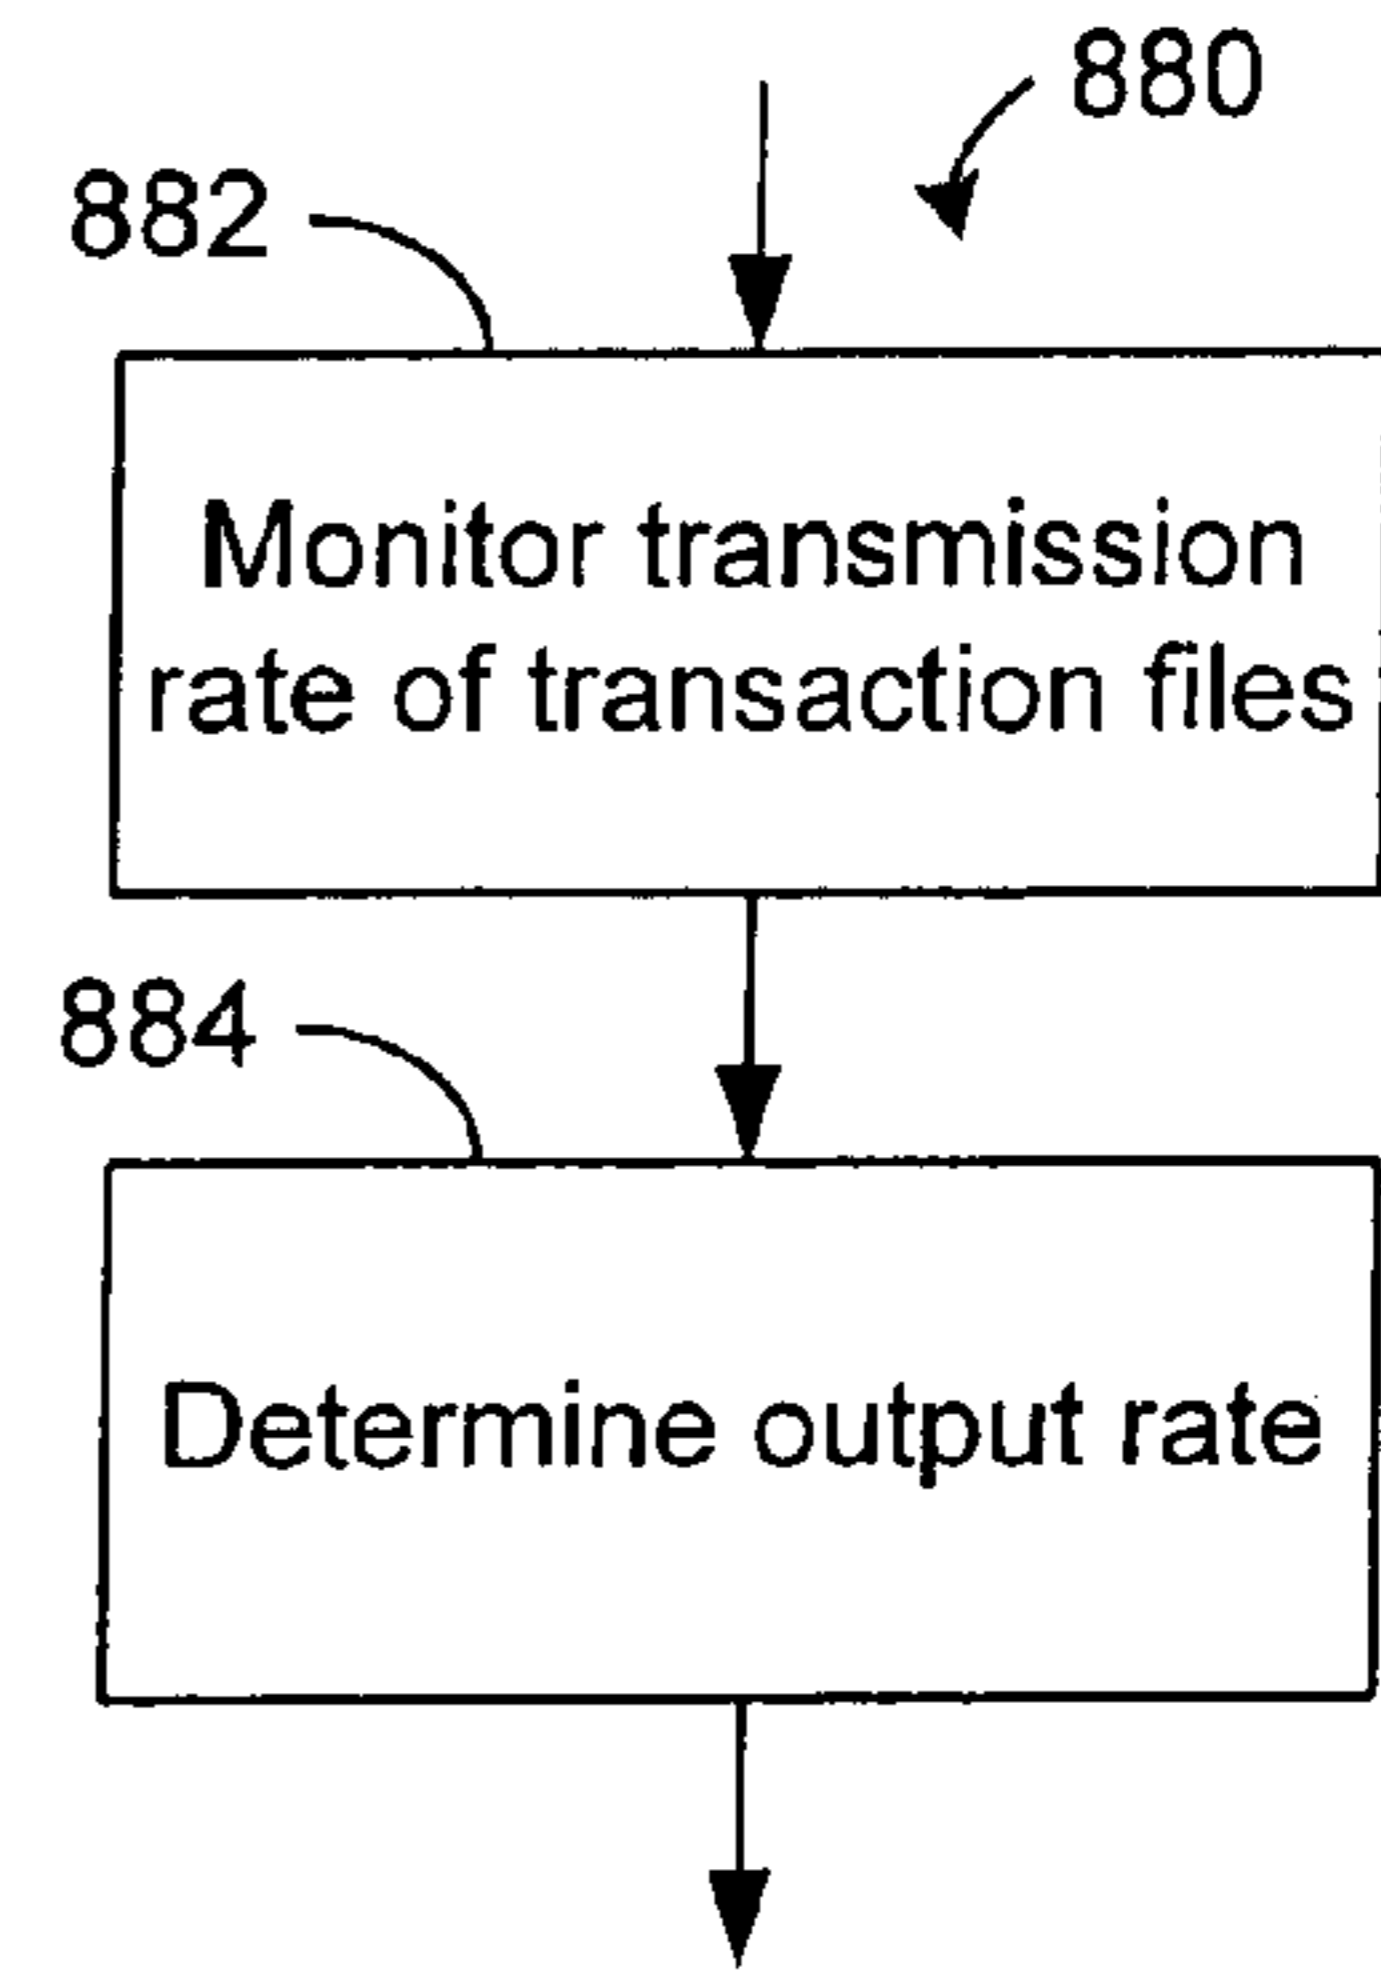 880
882
Monitor transmission
rate of transaction files
884
Determine output rate